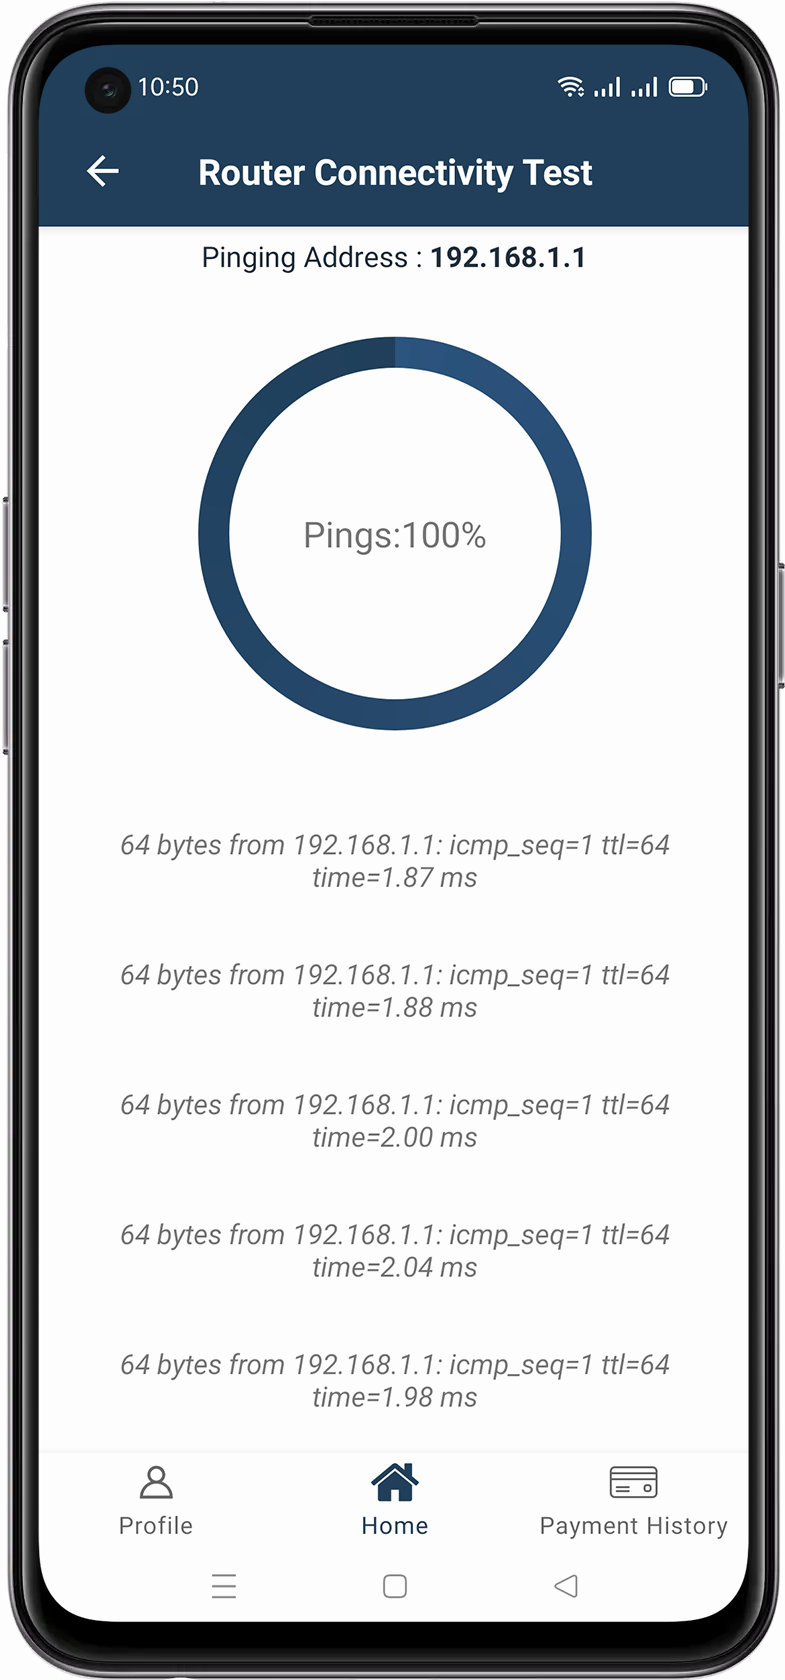 10:50
Router Connectivity Test
Pinging Address : 192.168.1.1
Pings:100%
64 bytes from 192.168.1.1: icmp_seq=1 ttl=64
time=1.87 ms
64 bytes from 192.168.1.1: icmp_seq=1 ttl=64
time=1.88 ms
64 bytes from 192.168.1.1: icmp_seq=1 ttl=64
time=2.00 ms
64 bytes from 192.168.1.1: icmp_seq=1 ttl=64
time=2.04 ms
64 bytes from 192.168.1.1: icmp_seq=1 ttl=64
time=1.98 ms
Profile
Home
Payment History